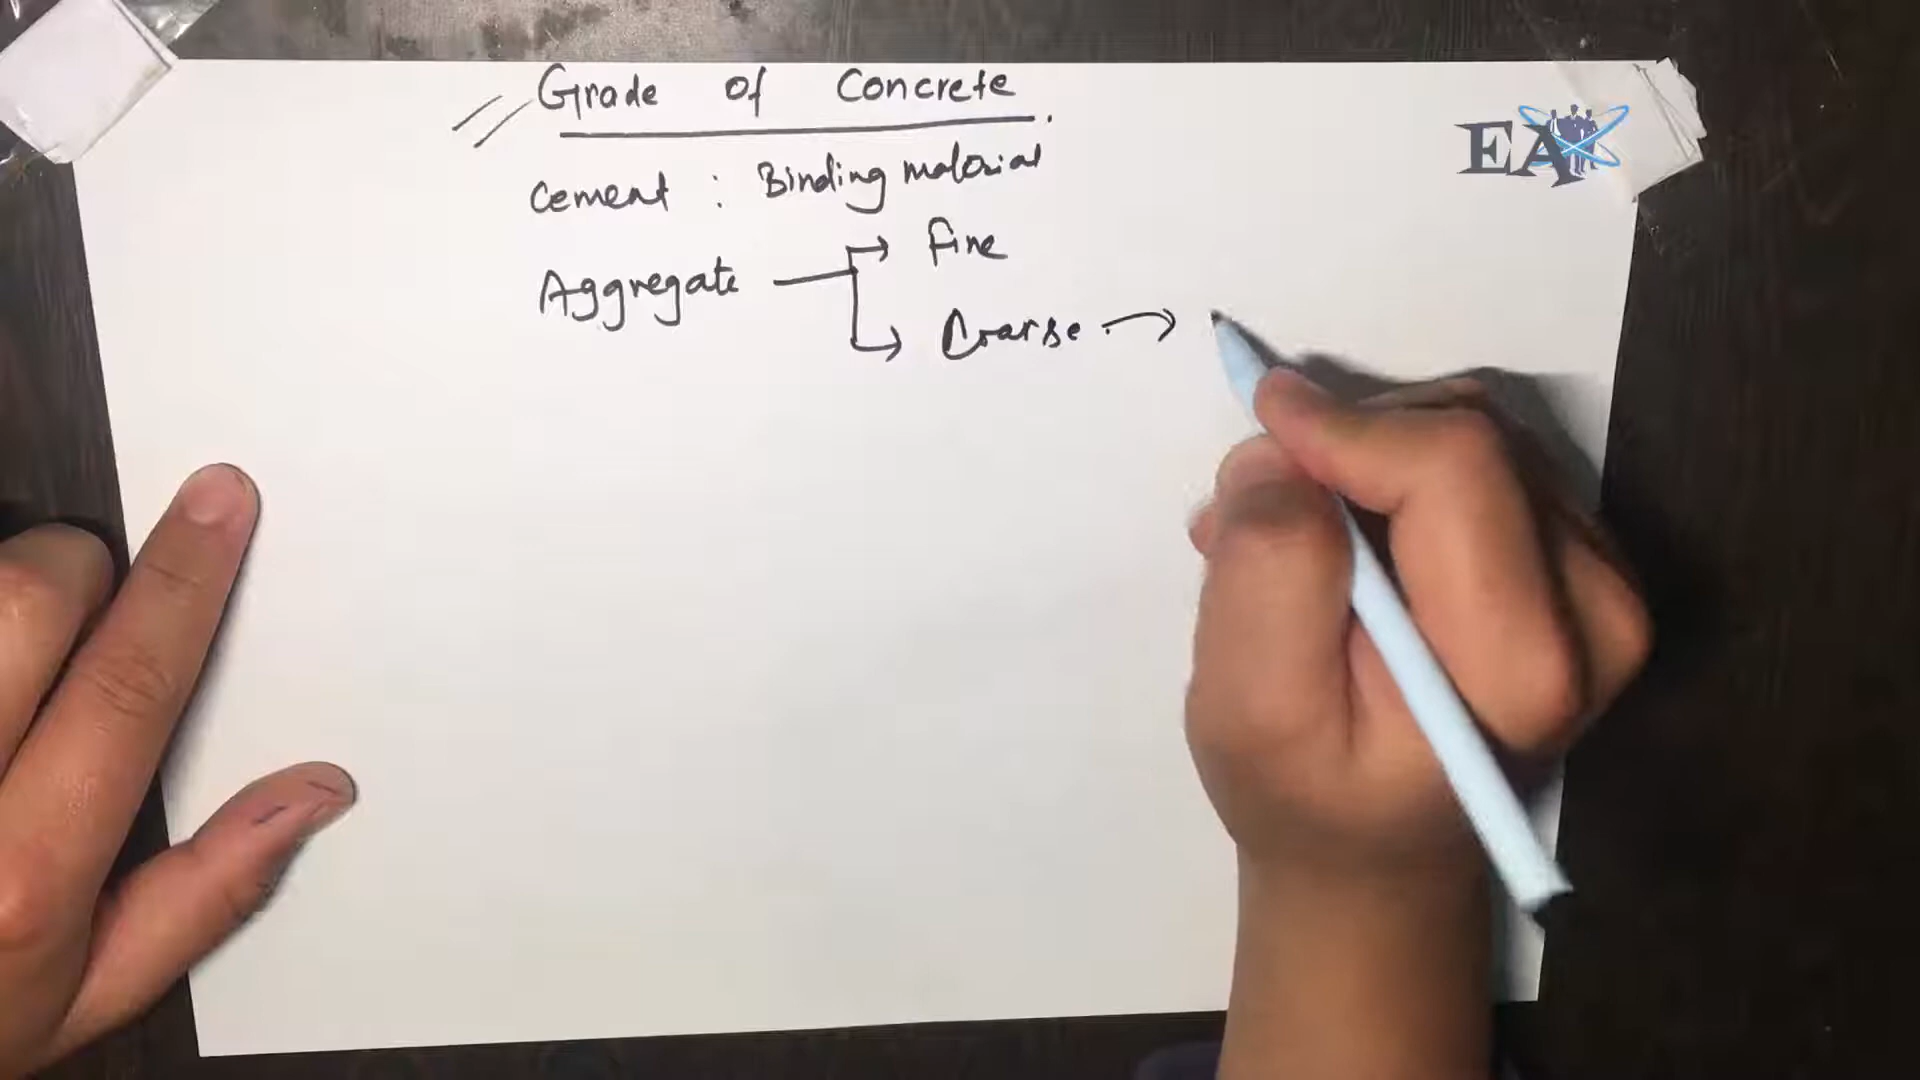 Grade of Concrete
Cement : Binding material
Aggregate → Fine
→ Coarse →
EA